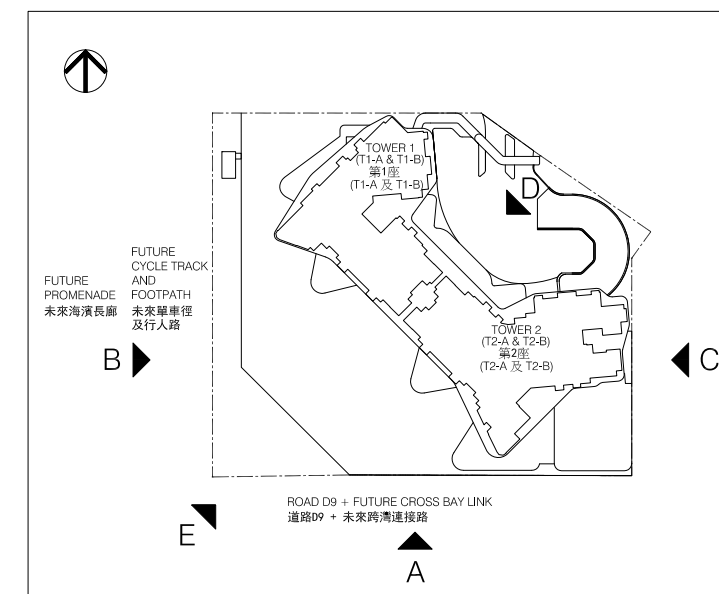 TOWER 1
(T1-A & T1-B)
第1座
(T1-A 及 T1-B)
D
FUTURE
PROMENADE
未來海濱長廊
FUTURE
CYCLE TRACK
AND
FOOTPATH
未來單車徑
及行人路
TOWER 2
(T2-A & T2-B)
第2座
(T2-A 及 T2-B)
B
C
ROAD D9 + FUTURE CROSS BAY LINK
道路D9 + 未來跨灣連接路
E
A